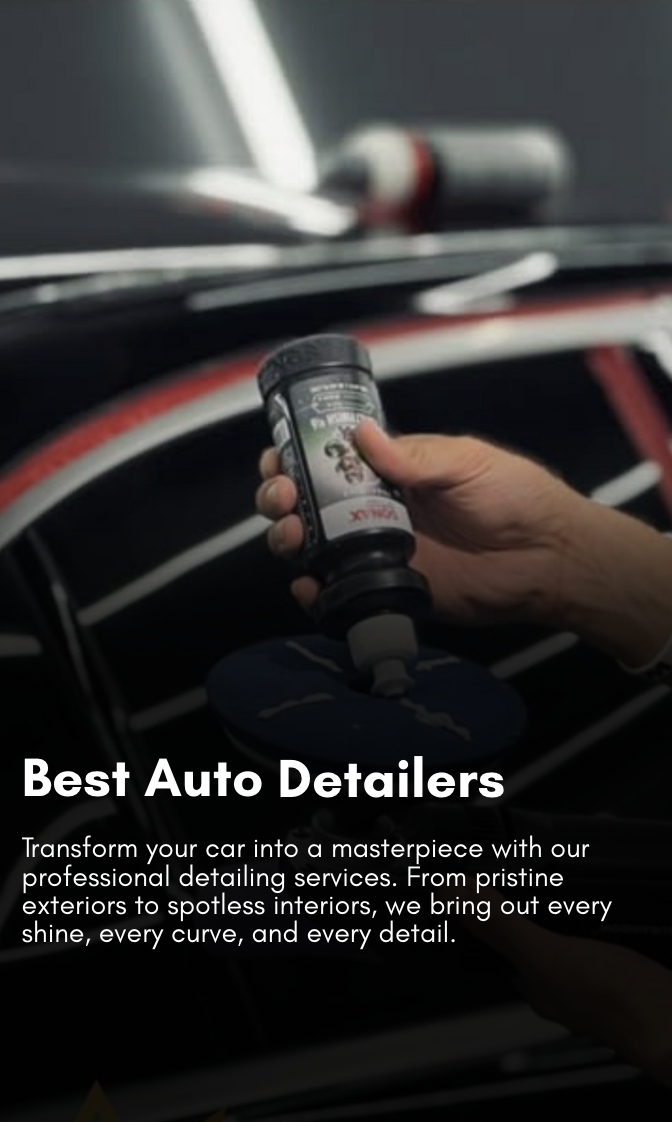 SONAX
Best Auto Detailers
Transform your car into a masterpiece with our
professional detailing services. From pristine
exteriors to spotless interiors, we bring out every
shine, every curve, and every detail.